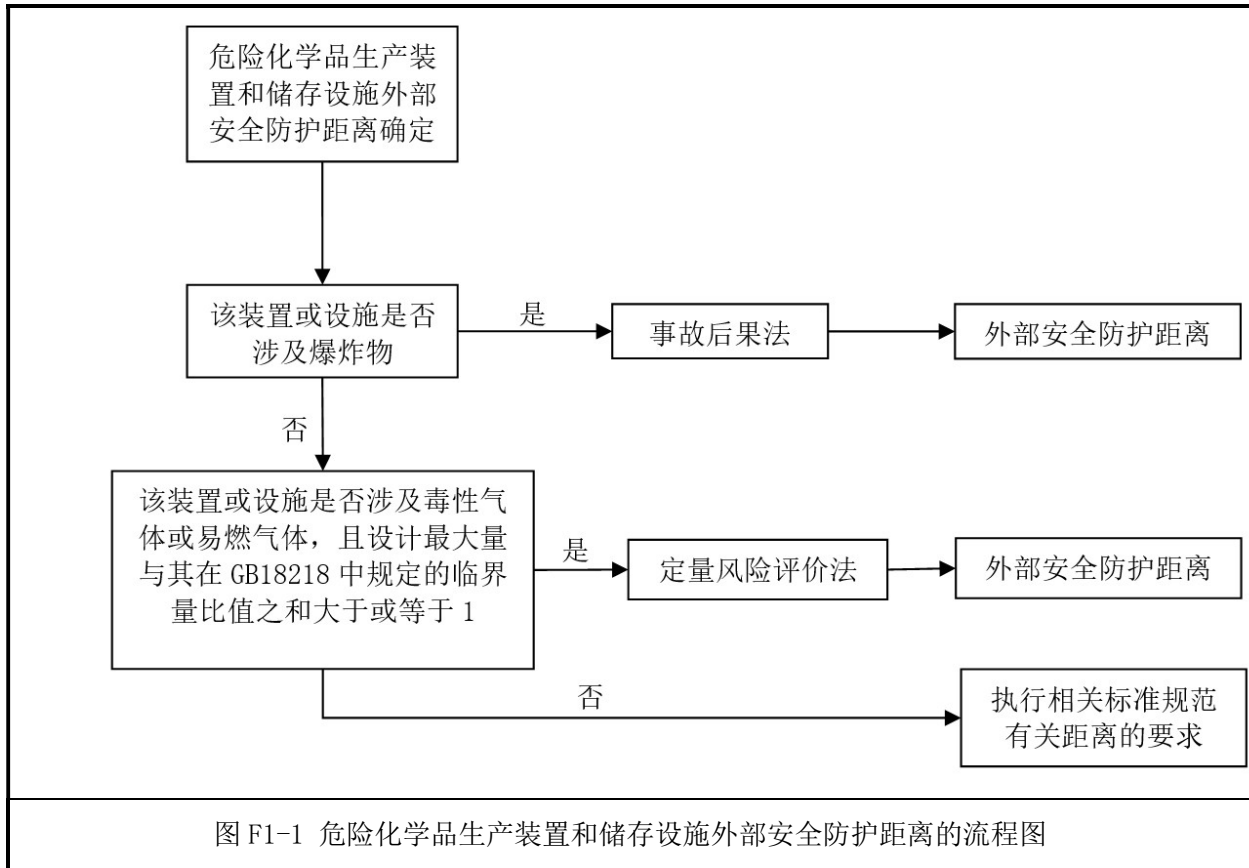 危险化学品生产装
置和储存设施外部
安全防护距离确定
该装置或设施是否
涉及爆炸物
是
事故后果法
外部安全防护距离
否
该装置或设施是否涉及毒性气
体或易燃气体，且设计最大量
与其在 GB18218 中规定的临界
量比值之和大于或等于 1
是
定量风险评价法
外部安全防护距离
否
执行相关标准规范
有关距离的要求
图 F1-1 危险化学品生产装置和储存设施外部安全防护距离的流程图